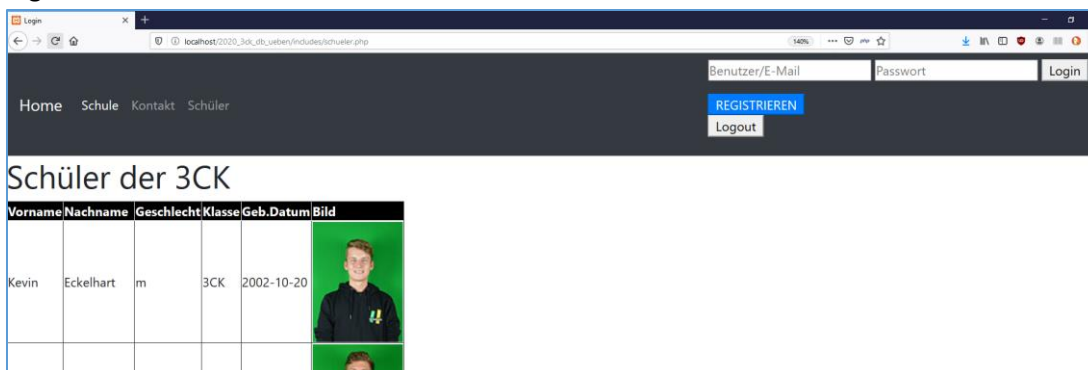 Login
localhost/2020_3ck_db_ueben/includes/schueler.php
140%
Benutzer/E-Mail Passwort Login
Home Schule Kontakt Schüler
REGISTRIEREN
Logout
Schüler der 3CK
Vorname Nachname Geschlecht Klasse Geb.Datum Bild
Kevin Eckelhart m 3CK 2002-10-20